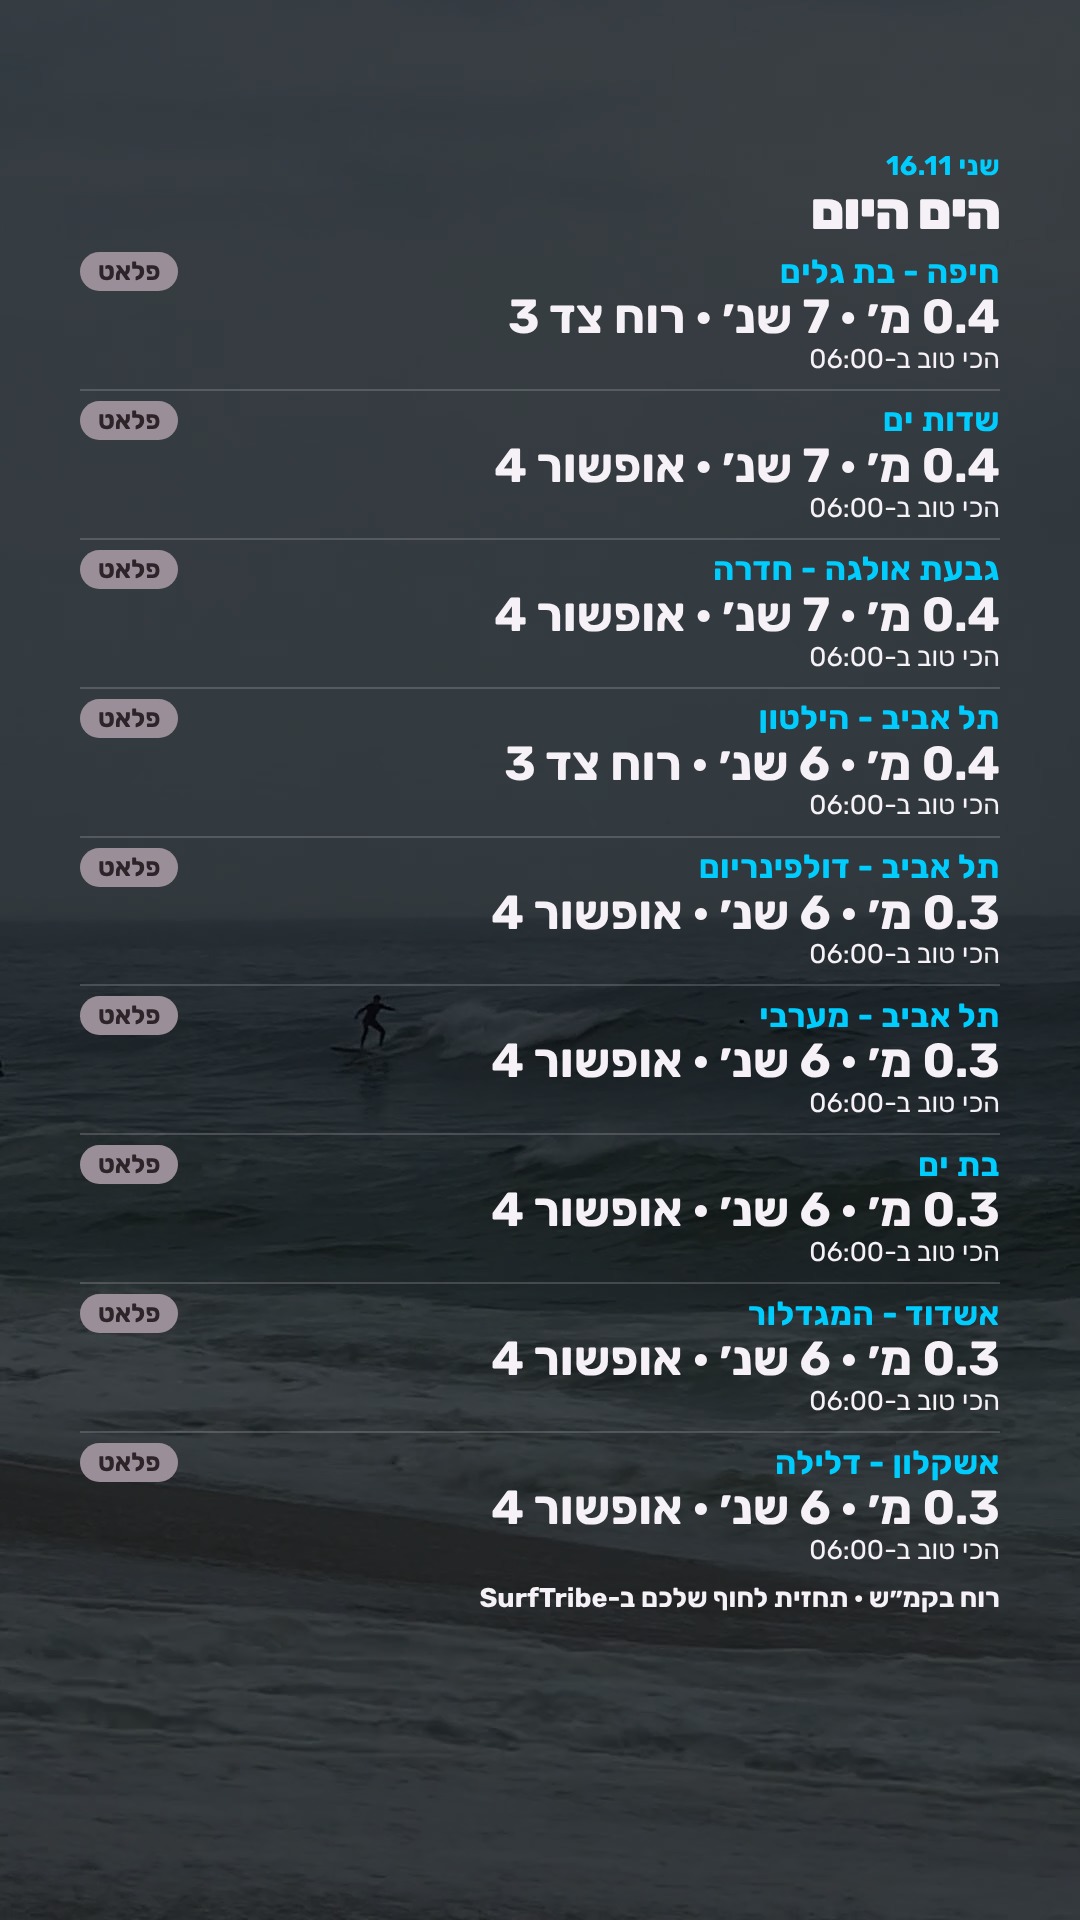 שני 16.11
הים היום
חיפה - בת גלים
פלאט
0.4 מ׳ • 7 שנ׳ • רוח צד 3
הכי טוב ב-06:00
שדות ים
פלאט
0.4 מ׳ • 7 שנ׳ • אופשור 4
הכי טוב ב-06:00
גבעת אולגה - חדרה
פלאט
0.4 מ׳ • 7 שנ׳ • אופשור 4
הכי טוב ב-06:00
תל אביב - הילטון
פלאט
0.4 מ׳ • 6 שנ׳ • רוח צד 3
הכי טוב ב-06:00
תל אביב - דולפינריום
פלאט
0.3 מ׳ • 6 שנ׳ • אופשור 4
הכי טוב ב-06:00
תל אביב - מערבי
פלאט
0.3 מ׳ • 6 שנ׳ • אופשור 4
הכי טוב ב-06:00
בת ים
פלאט
0.3 מ׳ • 6 שנ׳ • אופשור 4
הכי טוב ב-06:00
אשדוד - המגדלור
פלאט
0.3 מ׳ • 6 שנ׳ • אופשור 4
הכי טוב ב-06:00
אשקלון - דלילה
פלאט
0.3 מ׳ • 6 שנ׳ • אופשור 4
הכי טוב ב-06:00
רוח בקמ״ש • תחזית לחוף שלכם ב-SurfTribe